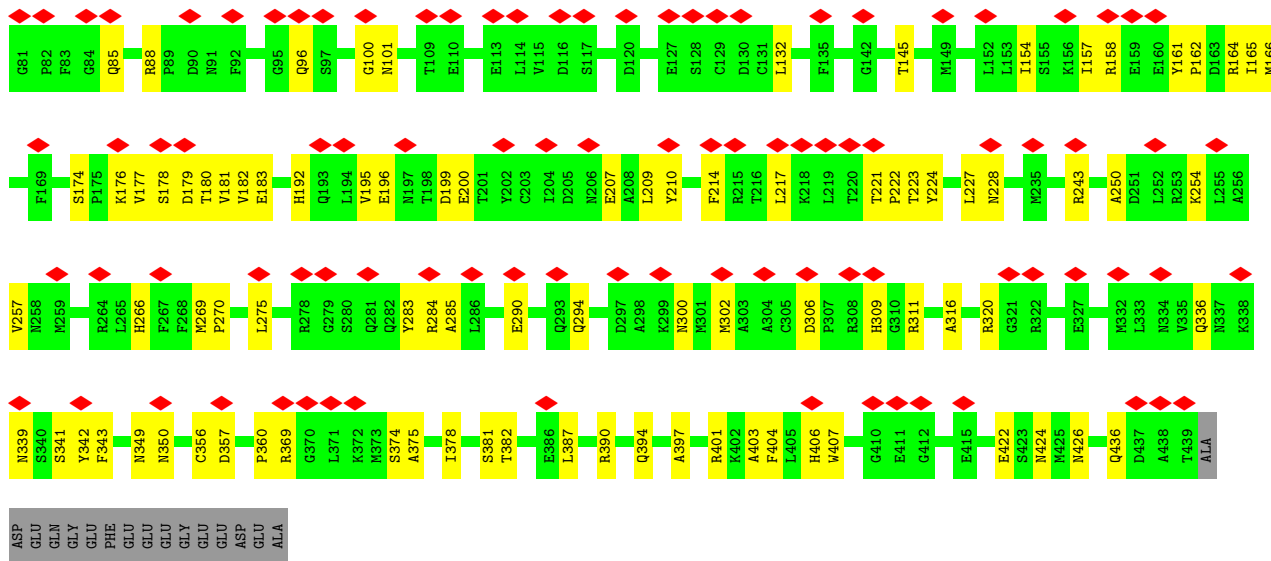 G81 P82 F83 G84 Q85 R88 P89 D90 N91 F92 G95 Q96 S97 G100 N101 T109 E110 E113 L114 V115 D116 S117 D120 E127 S128 C129 D130 C131 L132 F135 G142 T145 M149 L152 L153 I154 S155 K156 I157 R158 E159 E160 Y161 P162 D163 R164 I165 M166
F169 S174 P175 K176 V177 S178 D179 T180 V181 V182 E183 H192 Q193 L194 V195 E196 N197 T198 D199 E200 T201 Y202 C203 I204 D205 N206 E207 A208 L209 Y210 F214 R215 T216 L217 K218 L219 T220 T221 P222 T223 Y224 L227 N228 M235 R243 A250 D251 L252 R253 K254 L255 A256
V257 N258 M259 R264 L265 H266 F267 F268 M269 P270 L275 R278 G279 S280 Q281 Q282 Y283 R284 A285 L286 E290 Q293 Q294 D297 A298 K299 N300 M301 M302 A303 A304 C305 D306 P307 R308 H309 G310 R311 A316 R320 G321 R322 E327 M332 L333 N334 V335 Q336 N337 K338
N339 S340 S341 Y342 F343 N349 N350 C356 D357 P360 R369 G370 L371 K372 M373 S374 A375 I378 S381 T382 E386 L387 R390 Q394 A397 R401 K402 A403 F404 L405 H406 W407 G410 E411 G412 E415 E422 S423 N424 M425 N426 Q436 D437 A438 T439 ALA
ASP GLU GLN GLY GLU PHE GLU GLU GLU GLY GLU GLU ASP GLU ALA